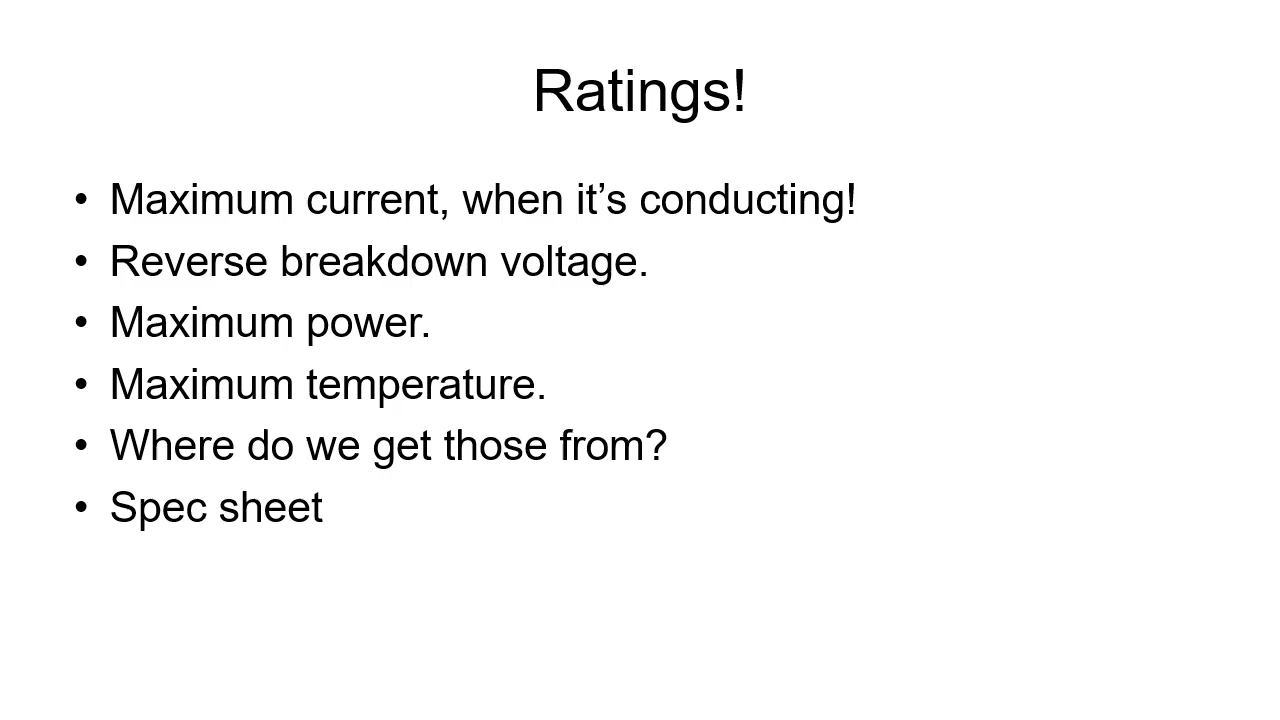 Ratings!
• Maximum current, when it’s conducting!
• Reverse breakdown voltage.
• Maximum power.
• Maximum temperature.
• Where do we get those from?
• Spec sheet